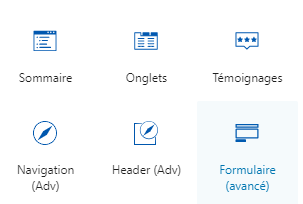 Sommaire
Onglets
Témoignages
Navigation
(Adv)
Header (Adv)
Formulaire
(avancé)